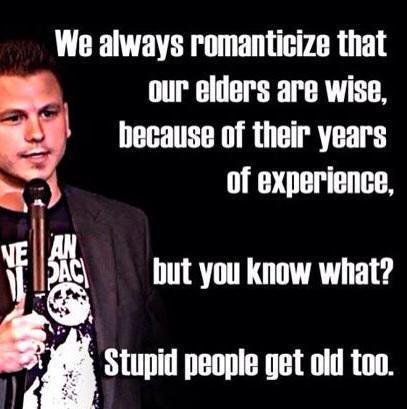 We always romanticize that
our elders are wise,
because of their years
of experience,
but you know what?
Stupid people get old too.